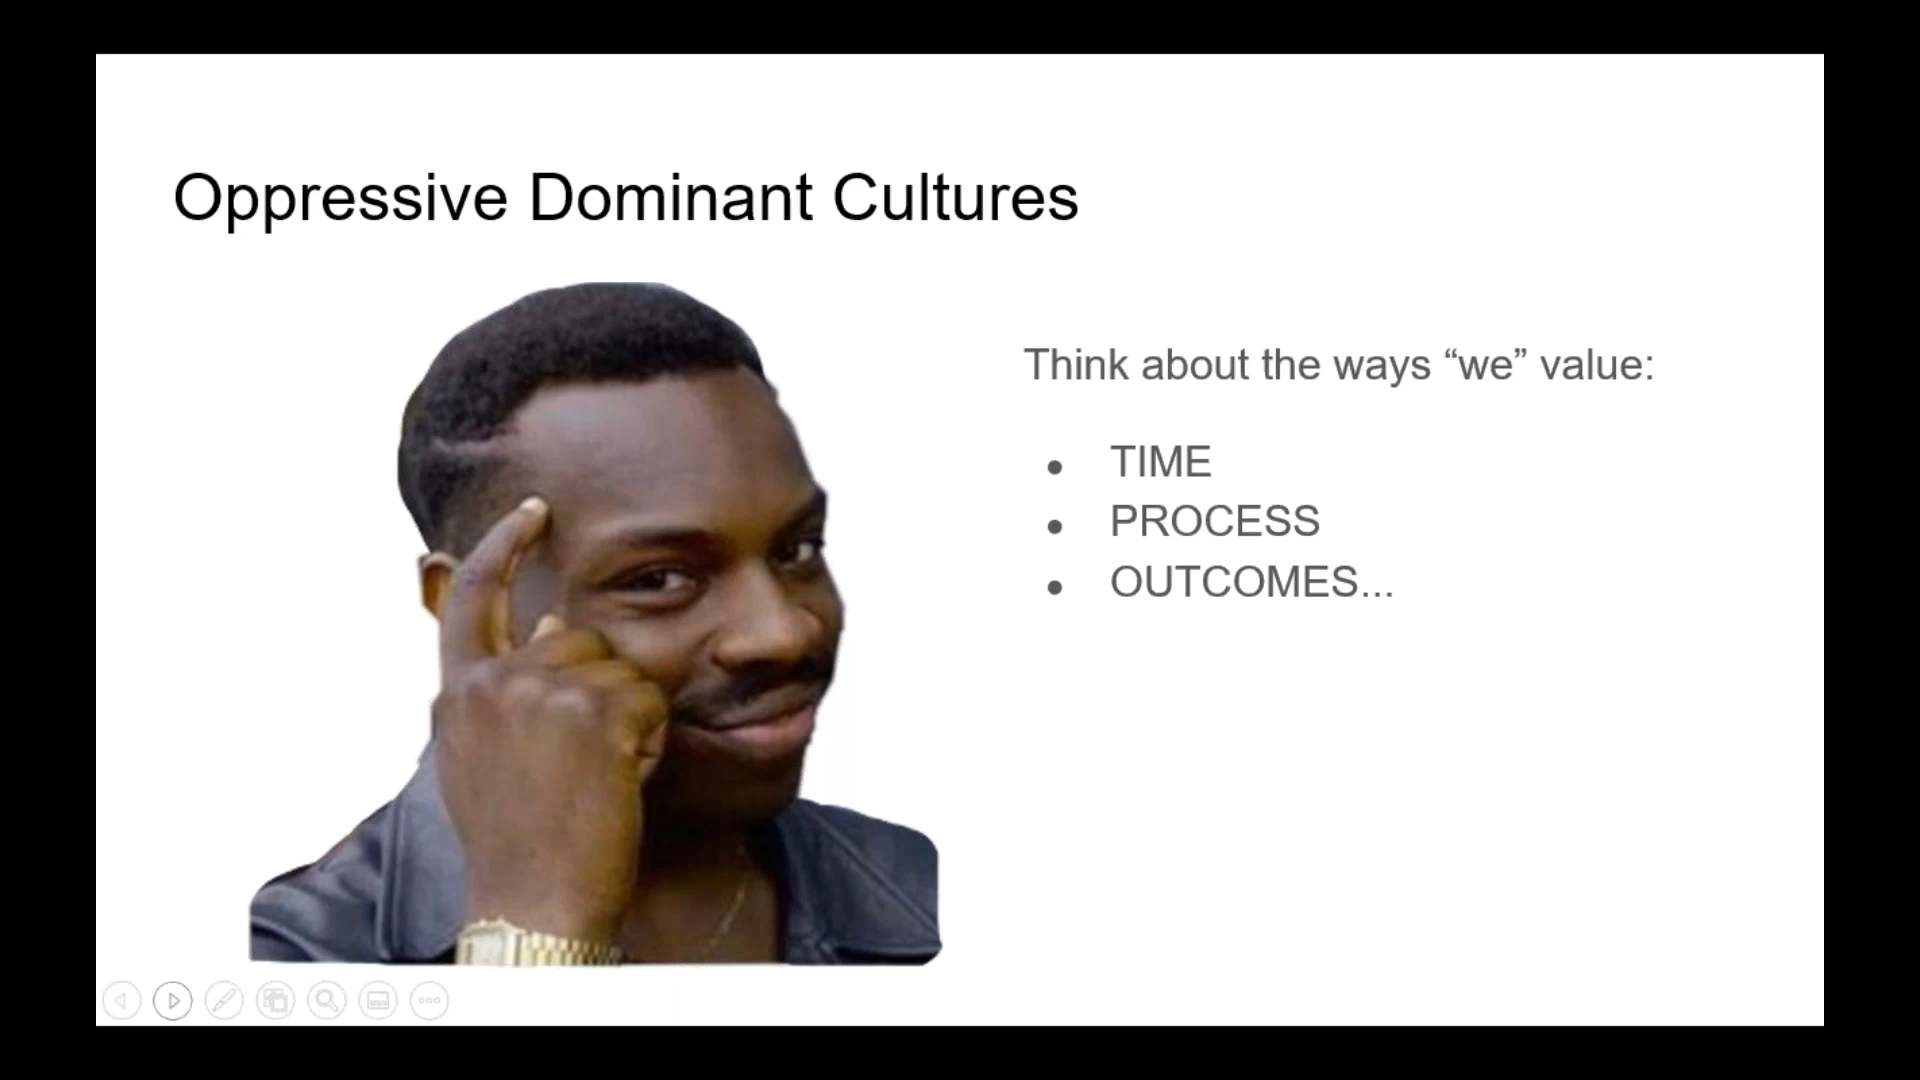 Oppressive Dominant Cultures
Think about the ways “we” value:
● TIME
● PROCESS
● OUTCOMES...